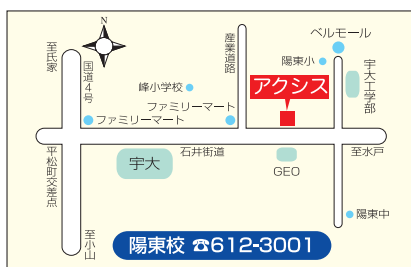 N
至氏家
国道4号
産業道路
ベルモール
陽東小
宇大工学部
峰小学校
アクシス
ファミリーマート
ファミリーマート
平松町交差点
宇大
石井街道
GEO
至水戸
陽東中
至小山
陽東校 ☎612-3001